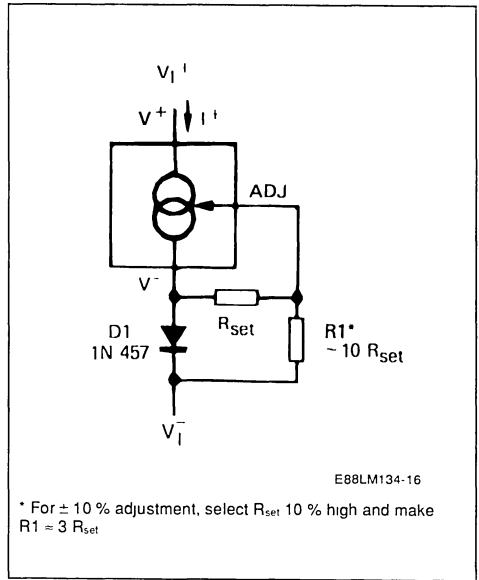 V_I^+
V^+ I^+
ADJ
V^-
D1
1N 457
R_set
R1*
~ 10 R_set
V_I^-
E88LM134-16
* For ± 10 % adjustment, select R_set 10 % high and make
R1 ≈ 3 R_set